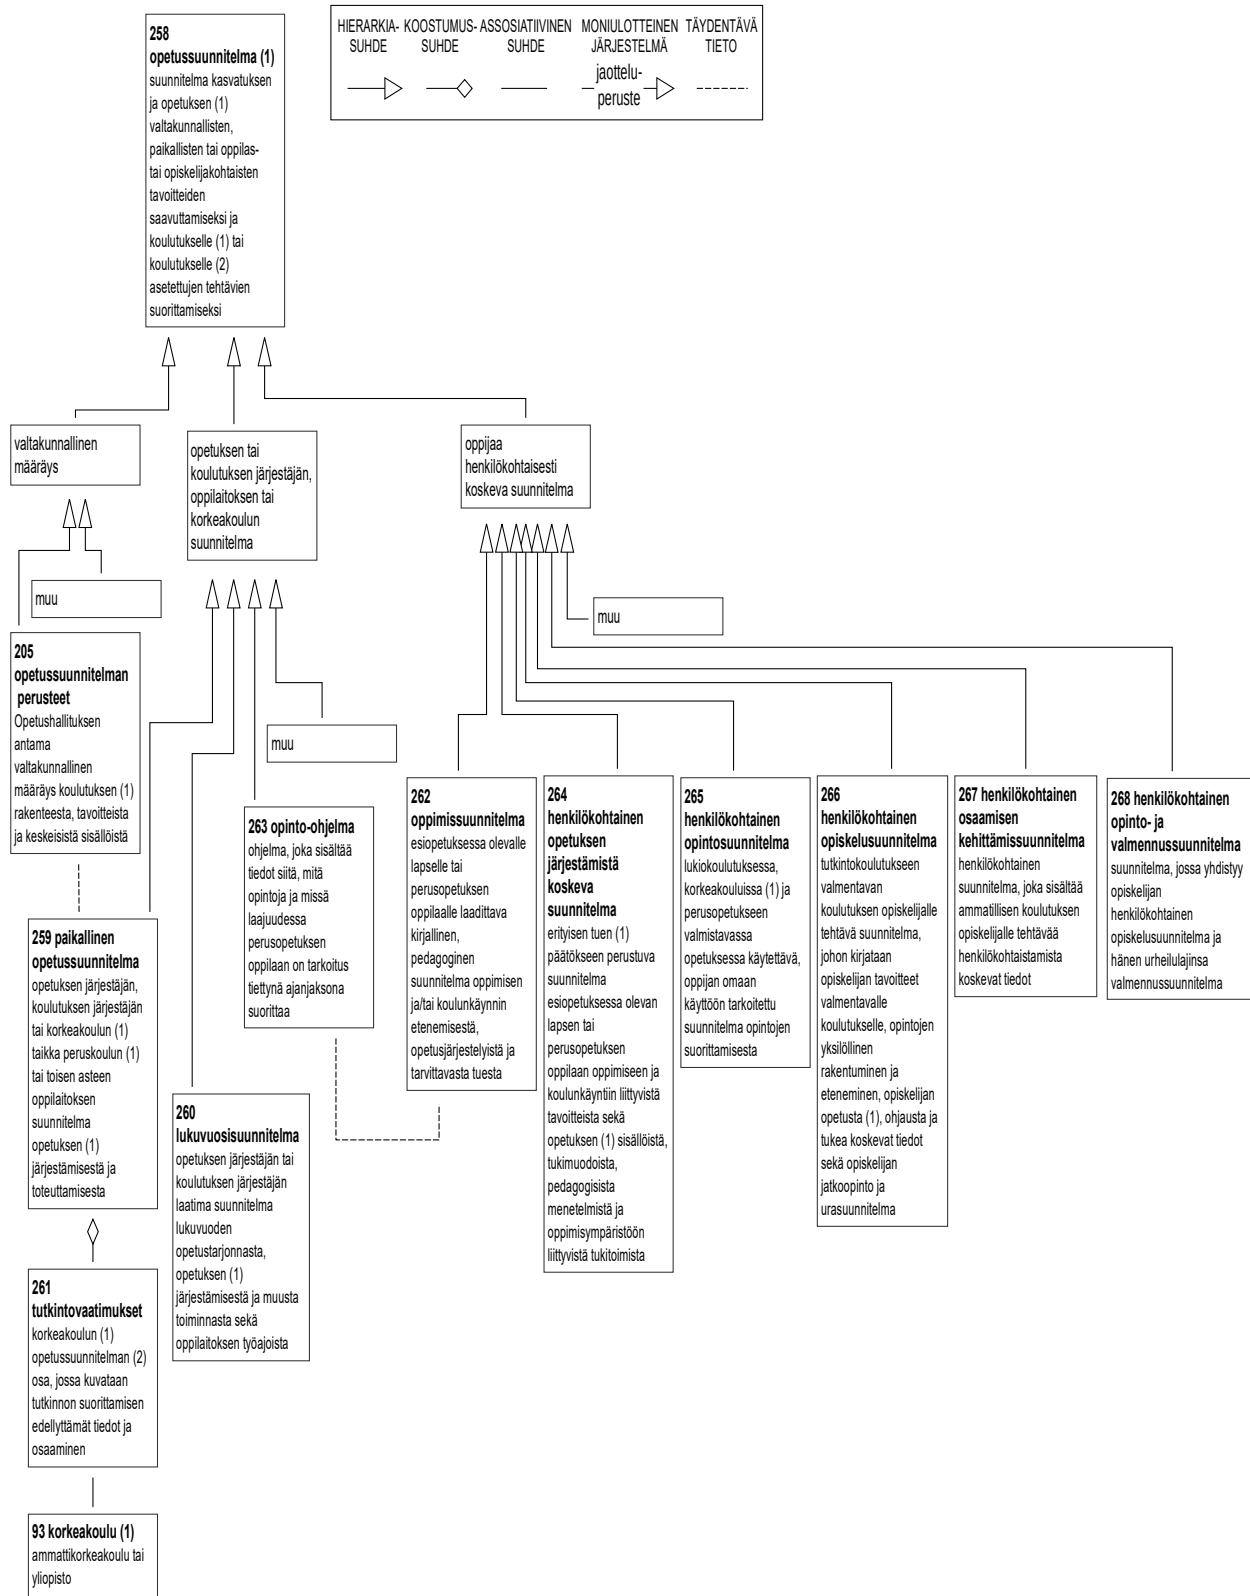 258
opetussuunnitelma (1)
suunnitelma kasvatuksen
ja opetuksen (1)
valtakunnallisten,
paikallisten tai oppilas-
tai opiskelijakohtaisten
tavoitteiden
saavuttamiseksi ja
koulutukselle (1) tai
koulutukselle (2)
asetettujen tehtävien
suorittamiseksi
HIERARKIA-
SUHDE
KOOSTUMUS-
SUHDE
ASSOSIATIIVINEN
SUHDE
MONIULOTTEINEN
JÄRJESTELMÄ
jaottelu-
peruste
TÄYDENTÄVÄ
TIETO
valtakunnallinen
määräys
opetuksen tai
koulutuksen järjestäjän,
oppilaitoksen tai
korkeakoulun
suunnitelma
oppijaa
henkilökohtaisesti
koskeva suunnitelma
muu
muu
muu
205
opetussuunnitelman
perusteet
Opetushallituksen
antama
valtakunnallinen
määräys koulutuksen (1)
rakenteesta, tavoitteista
ja keskeisistä sisällöistä
259 paikallinen
opetussuunnitelma
opetuksen järjestäjän,
koulutuksen järjestäjän
tai korkeakoulun (1)
taikka peruskoulun (1)
tai toisen asteen
oppilaitoksen
suunnitelma
opetuksen (1)
järjestämisestä ja
toteuttamisesta
261
tutkintovaatimukset
korkeakoulun (1)
opetussuunnitelman (2)
osa, jossa kuvataan
tutkinnon suorittamisen
edellyttämät tiedot ja
osaaminen
93 korkeakoulu (1)
ammattikorkeakoulu tai
yliopisto
260
lukuvuosisuunnitelma
opetuksen järjestäjän tai
koulutuksen järjestäjän
laatima suunnitelma
lukuvuoden
opetustarjonnasta,
opetuksen (1)
järjestämisestä ja muusta
toiminnasta sekä
oppilaitoksen työajoista
263 opinto-ohjelma
ohjelma, joka sisältää
tiedot siitä, mitä
opintoja ja missä
laajuudessa
perusopetuksen
oppilaan on tarkoitus
tiettynä ajanjaksona
suorittaa
262
oppimissuunnitelma
esiopetuksessa olevalle
lapselle tai
perusopetuksen
oppilaalle laadittava
kirjallinen,
pedagoginen
suunnitelma oppimisen
ja/tai koulunkäynnin
etenemisestä,
opetusjärjestelyistä ja
tarvittavasta tuesta
264
henkilökohtainen
opetuksen
järjestämistä
koskeva
suunnitelma
erityisen tuen (1)
päätökseen perustuva
suunnitelma
esiopetuksessa olevan
lapsen tai
perusopetuksen
oppilaan oppimiseen ja
koulunkäyntiin liittyvistä
tavoitteista sekä
opetuksen (1) sisällöistä,
tukimuodoista,
pedagogisista
menetelmistä ja
oppimisympäristöön
liittyvistä tukitoimista
265
henkilökohtainen
opintosuunnitelma
lukiokoulutuksessa,
korkeakouluissa (1) ja
perusopetukseen
valmistavassa
opetuksessa käytettävä,
oppijan omaan
käyttöön tarkoitettu
suunnitelma opintojen
suorittamisesta
266
henkilökohtainen
opiskelusuunnitelma
tutkintokoulutukseen
valmentavan
koulutuksen opiskelijalle
tehtävä suunnitelma,
johon kirjataan
opiskelijan tavoitteet
valmentavalle
koulutukselle, opintojen
yksilöllinen
rakentuminen ja
eteneminen, opiskelijan
opetusta (1), ohjausta ja
tukea koskevat tiedot
sekä opiskelijan
jatkoopinto ja
urasuunnitelma
267 henkilökohtainen
osaamisen
kehittämissuunnitelma
henkilökohtainen
suunnitelma, joka sisältää
ammatillisen koulutuksen
opiskelijalle tehtävää
henkilökohtaistamista
koskevat tiedot
268 henkilökohtainen
opinto- ja
valmennussuunnitelma
suunnitelma, jossa yhdistyy
opiskelijan
henkilökohtainen
opiskelusuunnitelma ja
hänen urheilulajinsa
valmennussuunnitelma